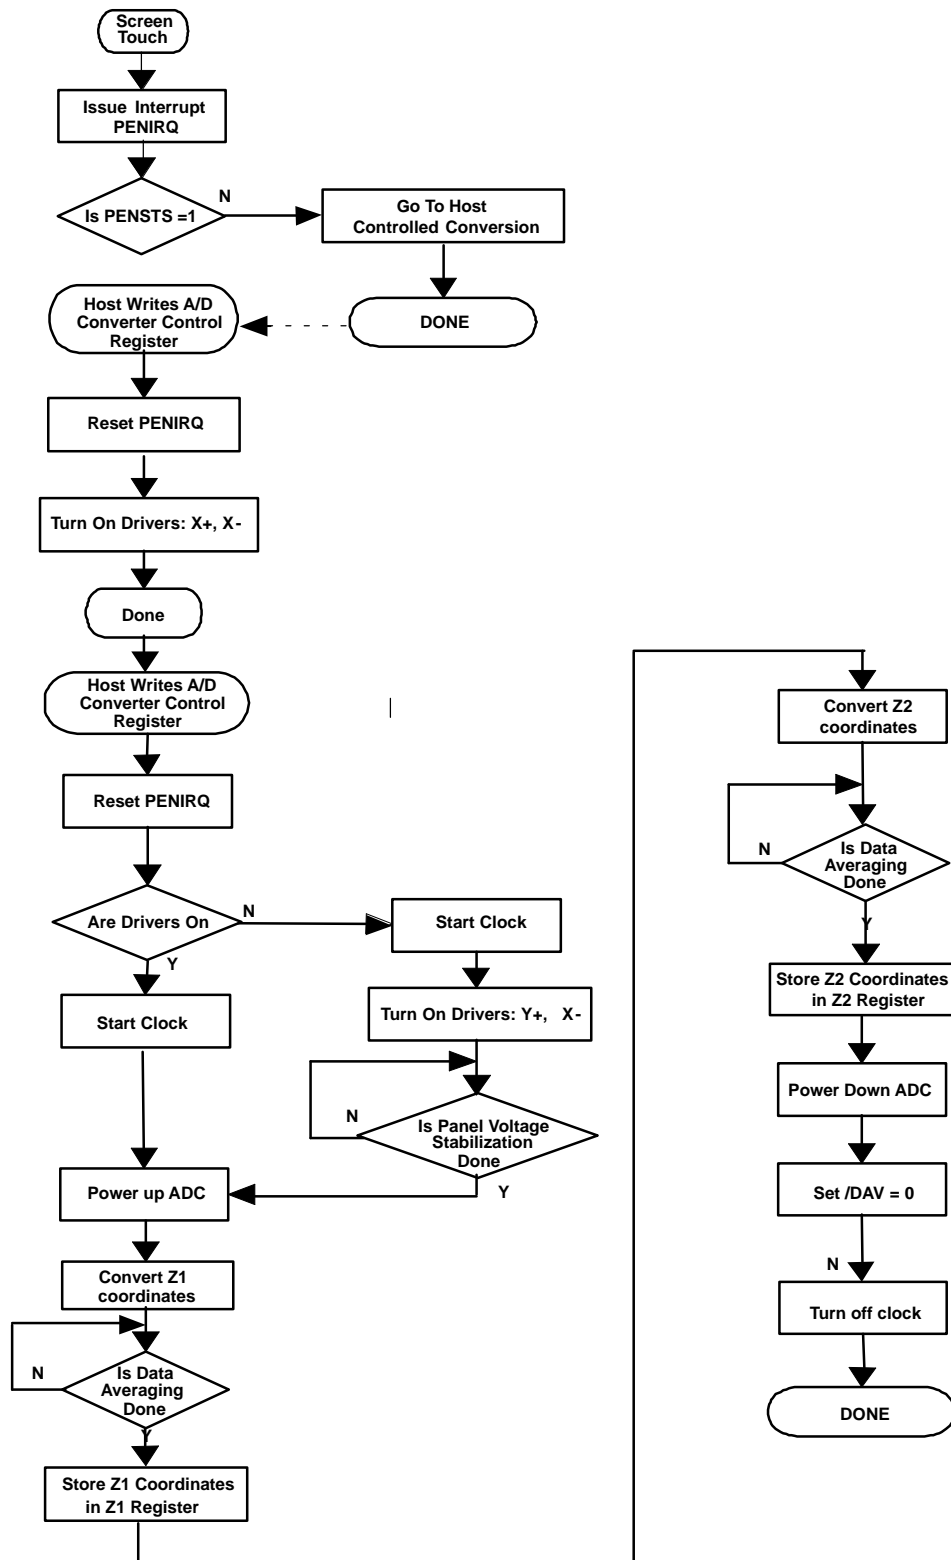 Screen
Touch
Issue Interrupt
PENIRQ
Is PENSTS =1
N
Go To Host
Controlled Conversion
DONE
Host Writes A/D
Converter Control
Register
Reset PENIRQ
Turn On Drivers: X+, X-
Done
Host Writes A/D
Converter Control
Register
Reset PENIRQ
Are Drivers On
N
Y
Start Clock
Start Clock
Turn On Drivers: Y+, X-
N
Is Panel Voltage
Stabilization
Done
Y
Power up ADC
Convert Z1
coordinates
N
Is Data
Averaging
Done
Y
Store Z1 Coordinates
in Z1 Register
Convert Z2
coordinates
N
Is Data
Averaging
Done
Y
Store Z2 Coordinates
in Z2 Register
Power Down ADC
Set /DAV = 0
N
Turn off clock
DONE